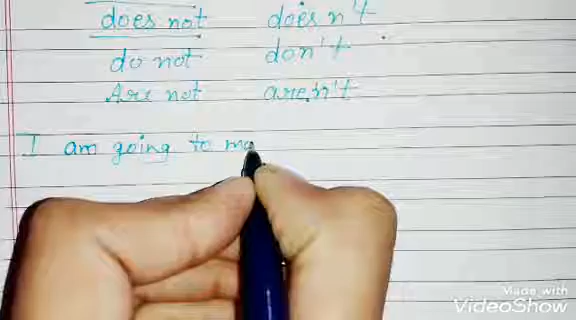 does not does n't
do not don't
Are not aren't
I am going to
Made with
VideoShow